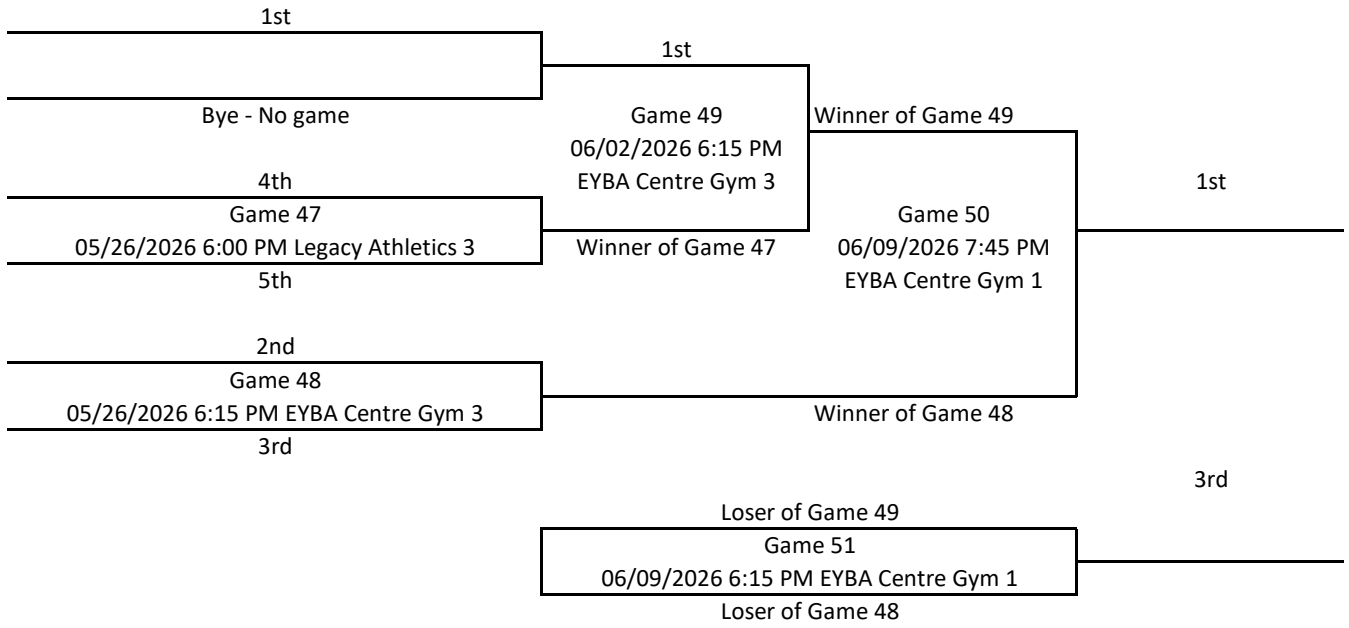 1st
1st
Bye - No game
Game 49
Winner of Game 49
06/02/2026 6:15 PM
4th
EYBA Centre Gym 3
1st
Game 47
Game 50
05/26/2026 6:00 PM Legacy Athletics 3
Winner of Game 47
06/09/2026 7:45 PM
5th
EYBA Centre Gym 1
2nd
Game 48
05/26/2026 6:15 PM EYBA Centre Gym 3
Winner of Game 48
3rd
3rd
Loser of Game 49
Game 51
06/09/2026 6:15 PM EYBA Centre Gym 1
Loser of Game 48